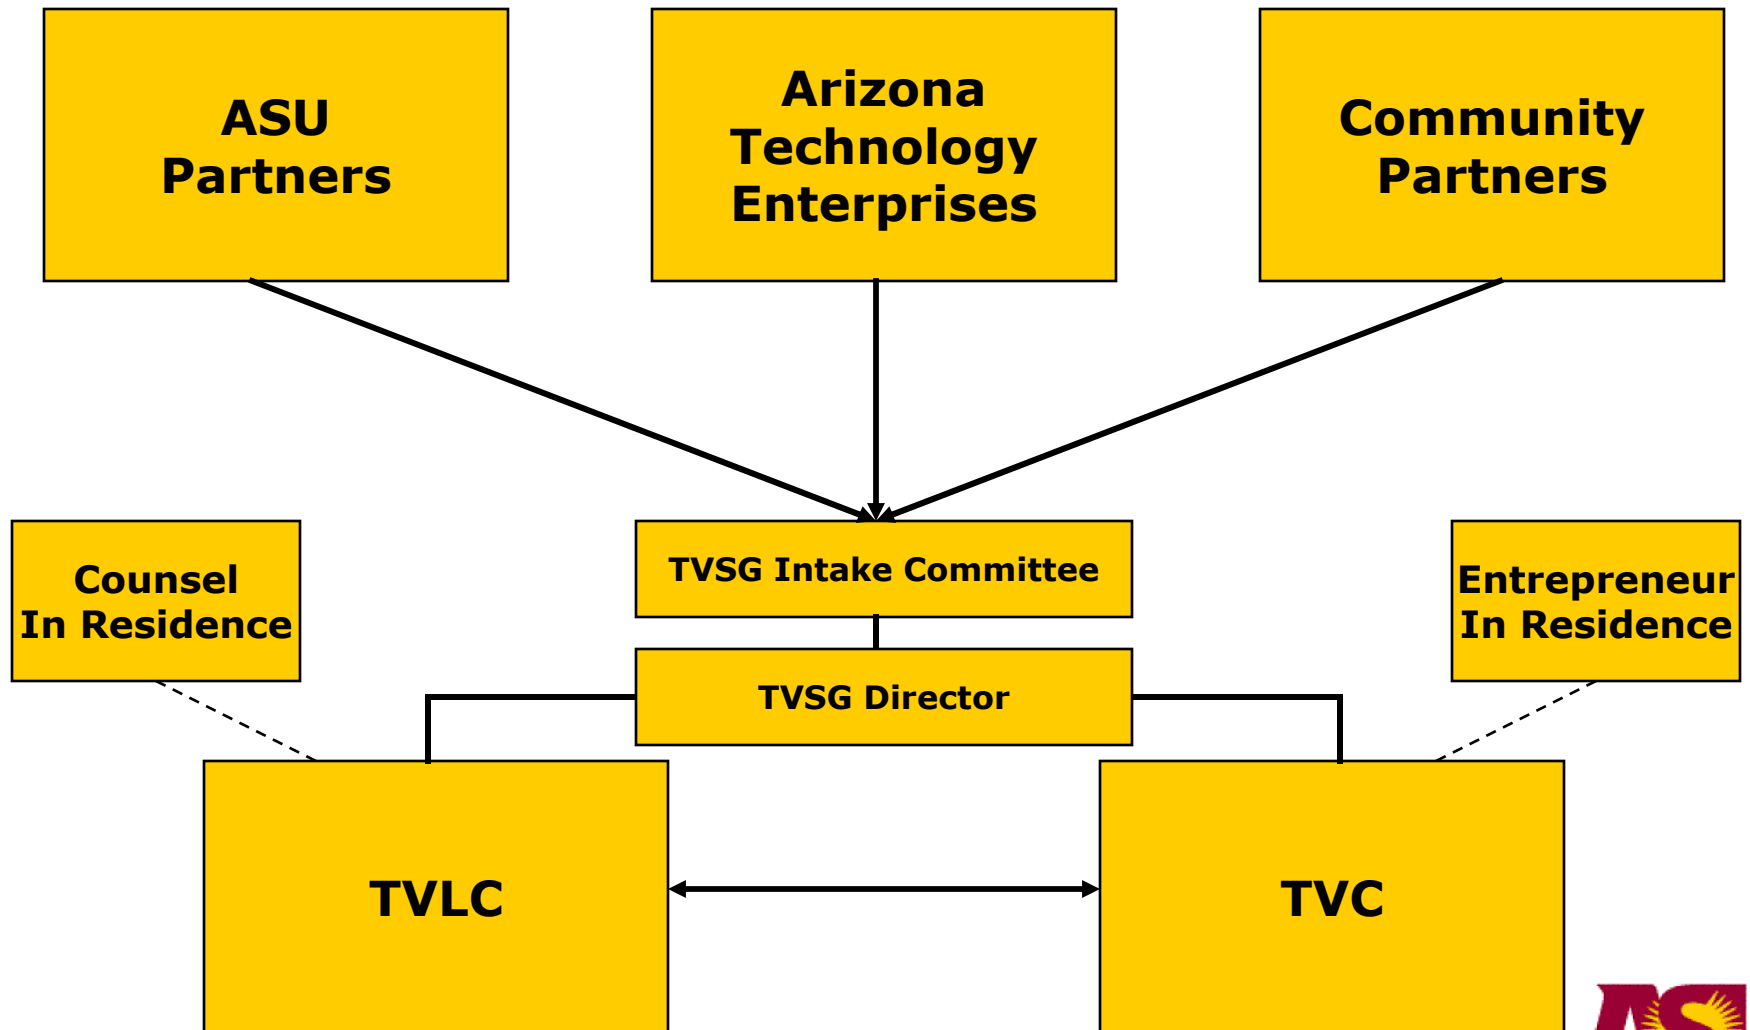 ASU
Partners
Arizona
Technology
Enterprises
Community
Partners
TVSG Intake Committee
Counsel
In Residence
Entrepreneur
In Residence
TVSG Director
TVLC
TVC
ASU